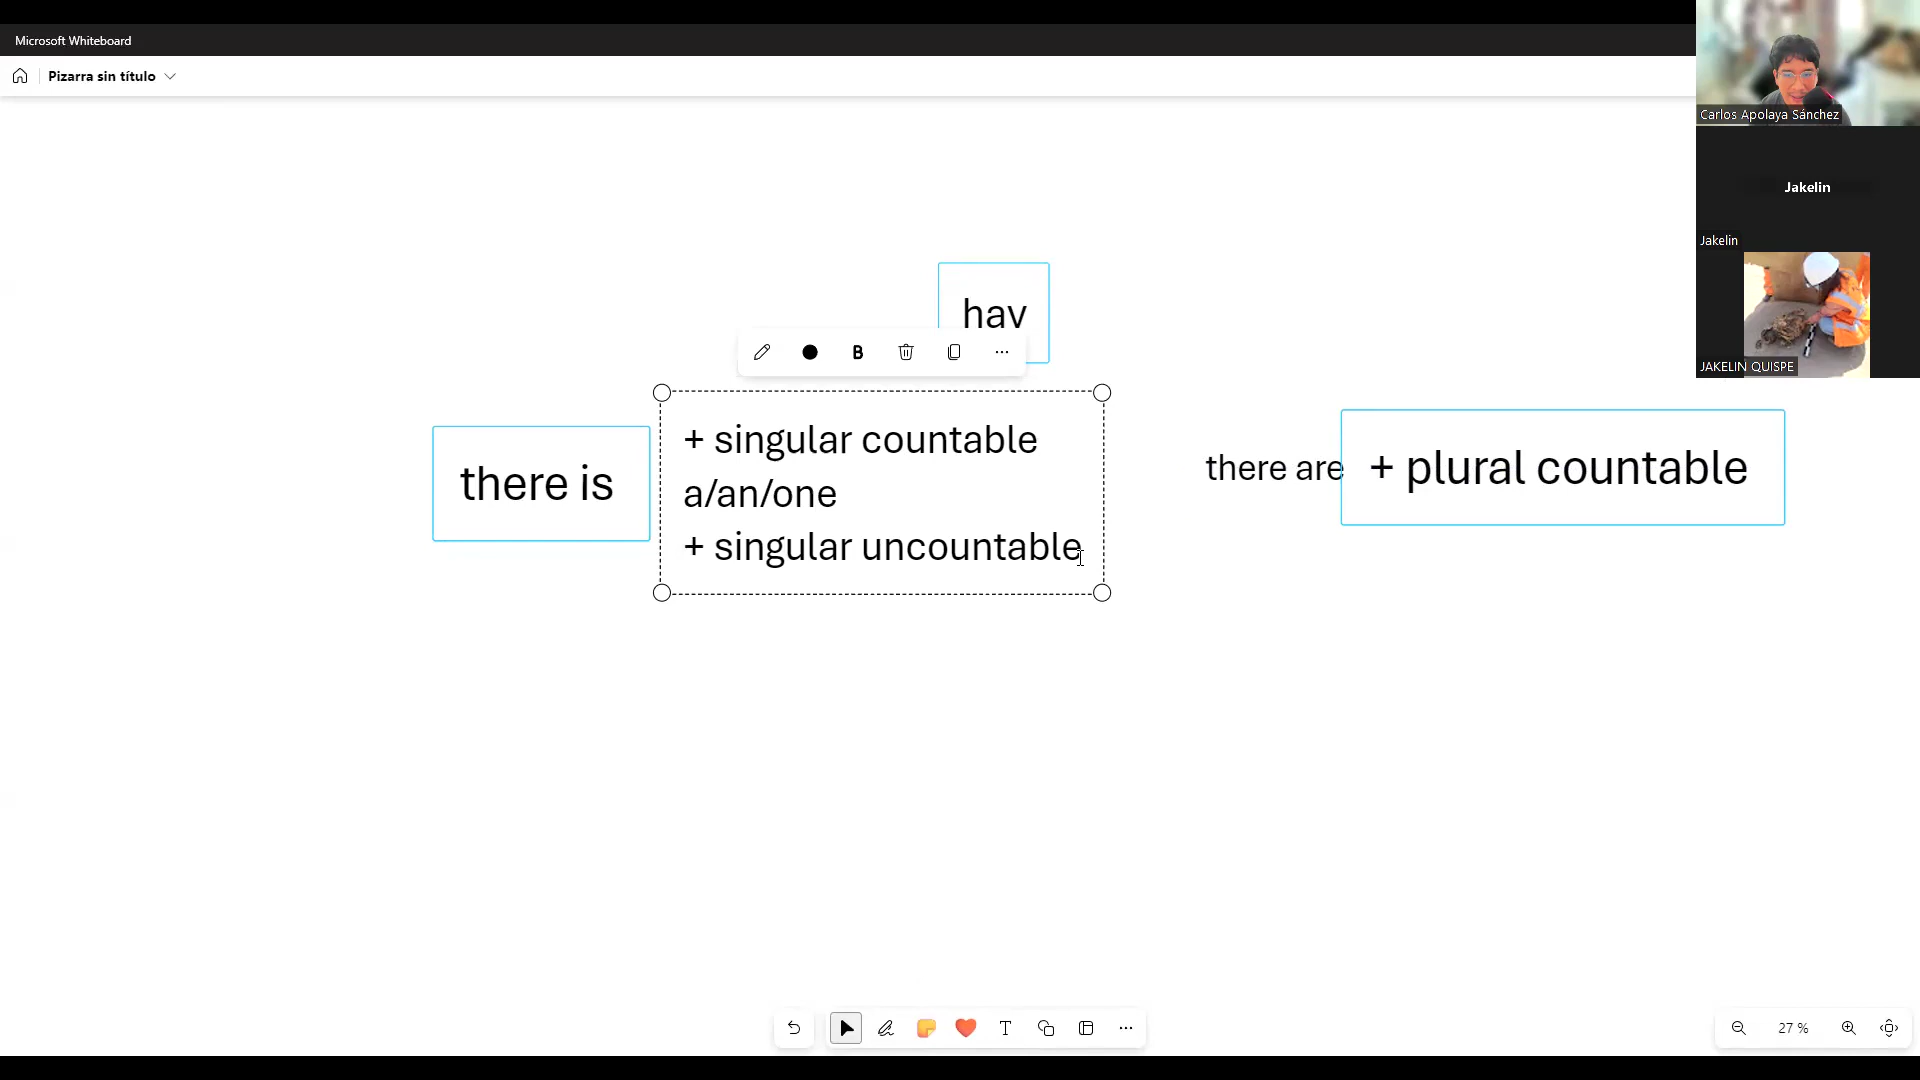 Microsoft Whiteboard
Pizarra sin título
Carlos Apolaya Sánchez
Jakelin
Jakelin
JAKELIN QUISPE
hav
B
there is
+ singular countable
a/an/one
+ singular uncountable
there are
+ plural countable
T
27 %